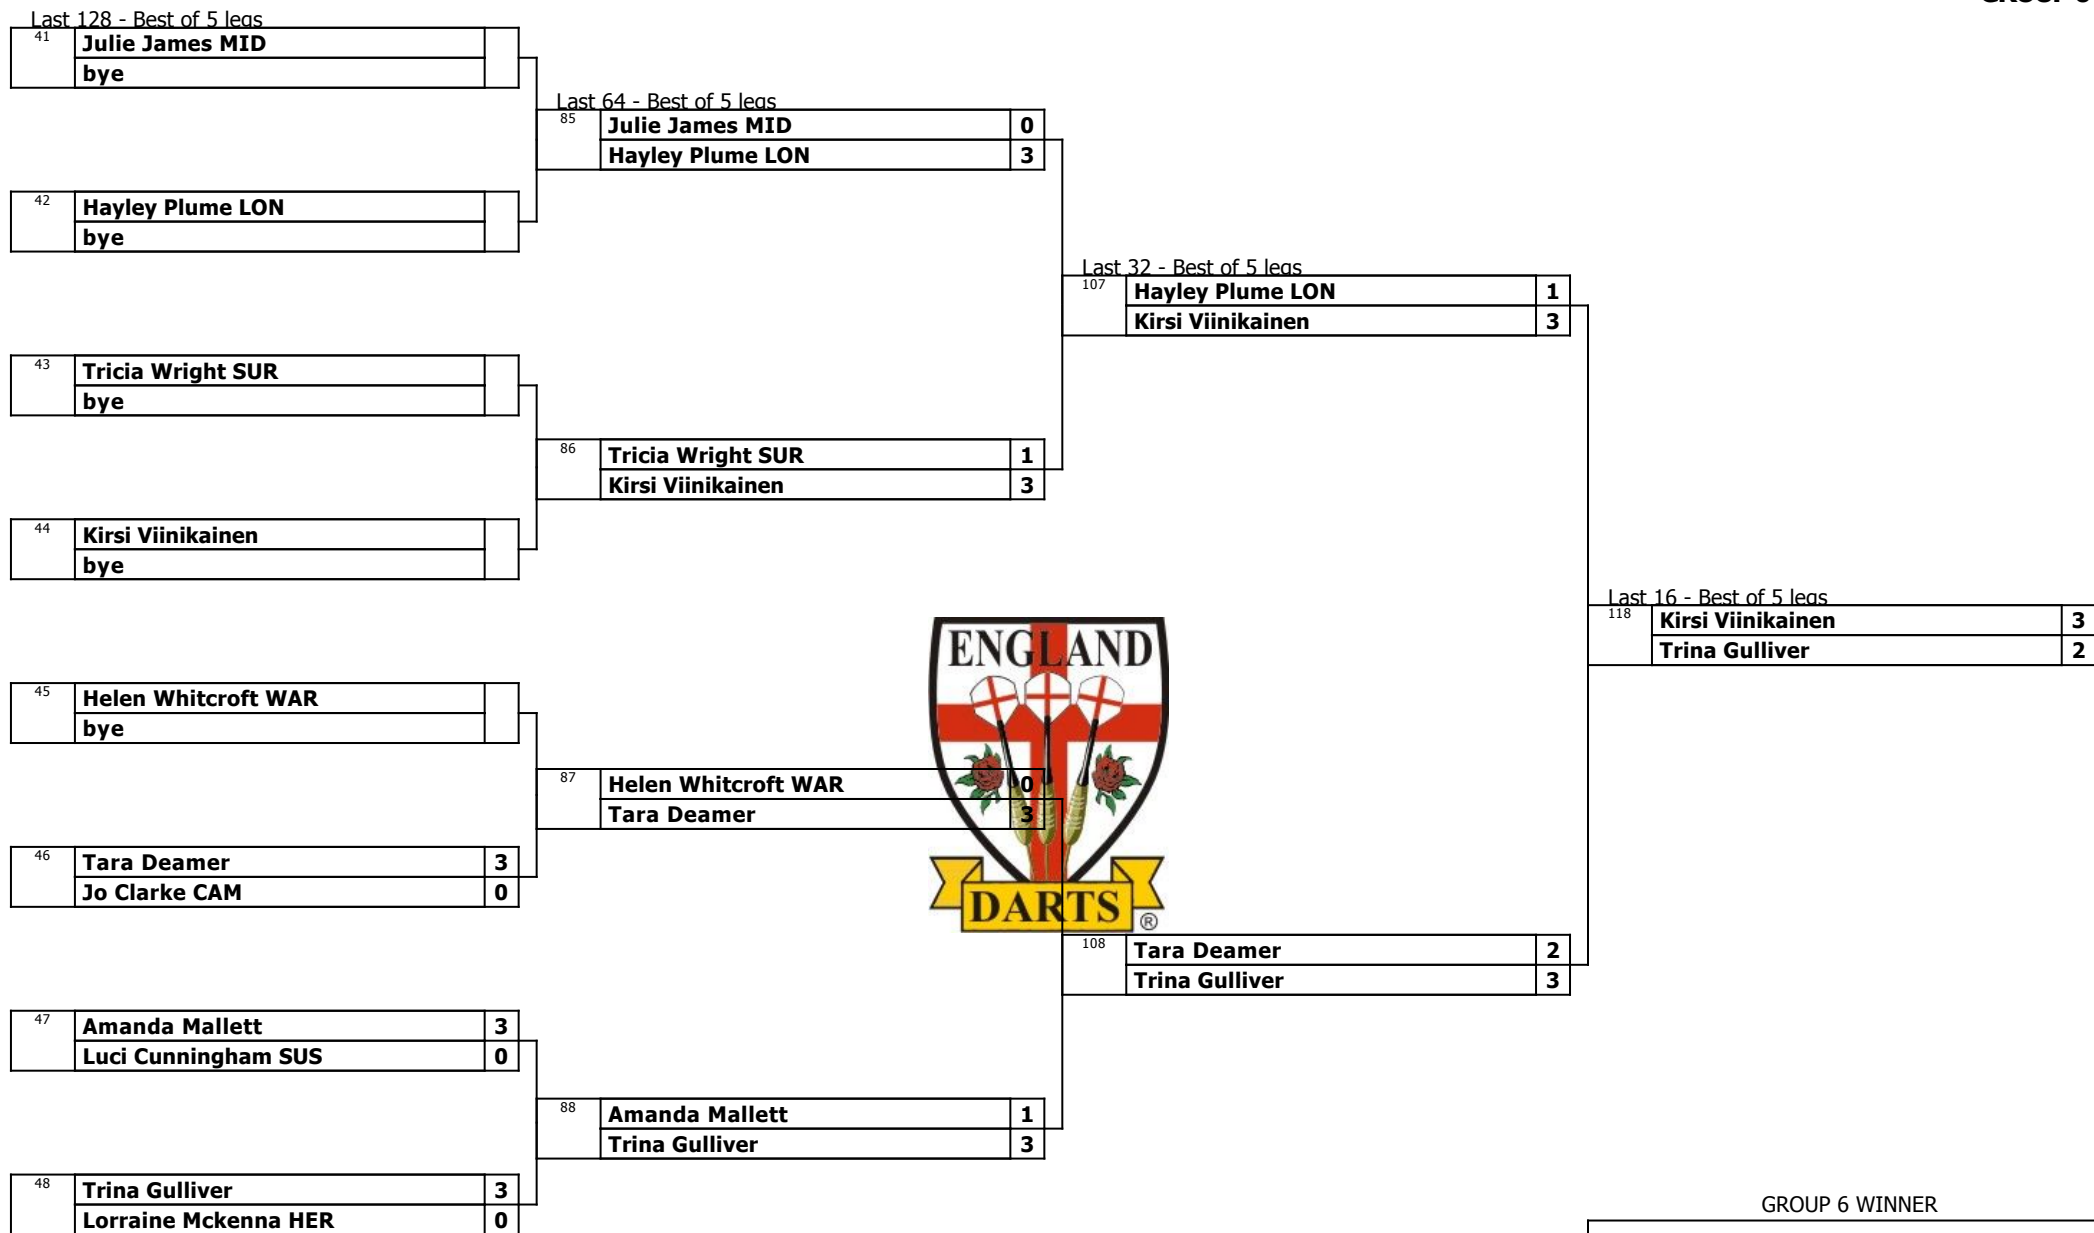 Last 128 - Best of 5 legs
41
Julie James MID
bye
Last 64 - Best of 5 legs
85
Julie James MID 0
Hayley Plume LON 3
42
Hayley Plume LON
bye
Last 32 - Best of 5 legs
107
Hayley Plume LON 1
Kirsi Viinikainen 3
43
Tricia Wright SUR
bye
86
Tricia Wright SUR 1
Kirsi Viinikainen 3
44
Kirsi Viinikainen
bye
Last 16 - Best of 5 legs
118
Kirsi Viinikainen 3
Trina Gulliver 2
ENGLAND
45
Helen Whitcroft WAR
bye
87
Helen Whitcroft WAR 0
Tara Deamer 3
46
Tara Deamer 3
Jo Clarke CAM 0
DARTS ®
108
Tara Deamer 2
Trina Gulliver 3
47
Amanda Mallett 3
Luci Cunningham SUS 0
88
Amanda Mallett 1
Trina Gulliver 3
48
Trina Gulliver 3
Lorraine Mckenna HER 0
GROUP 6 WINNER